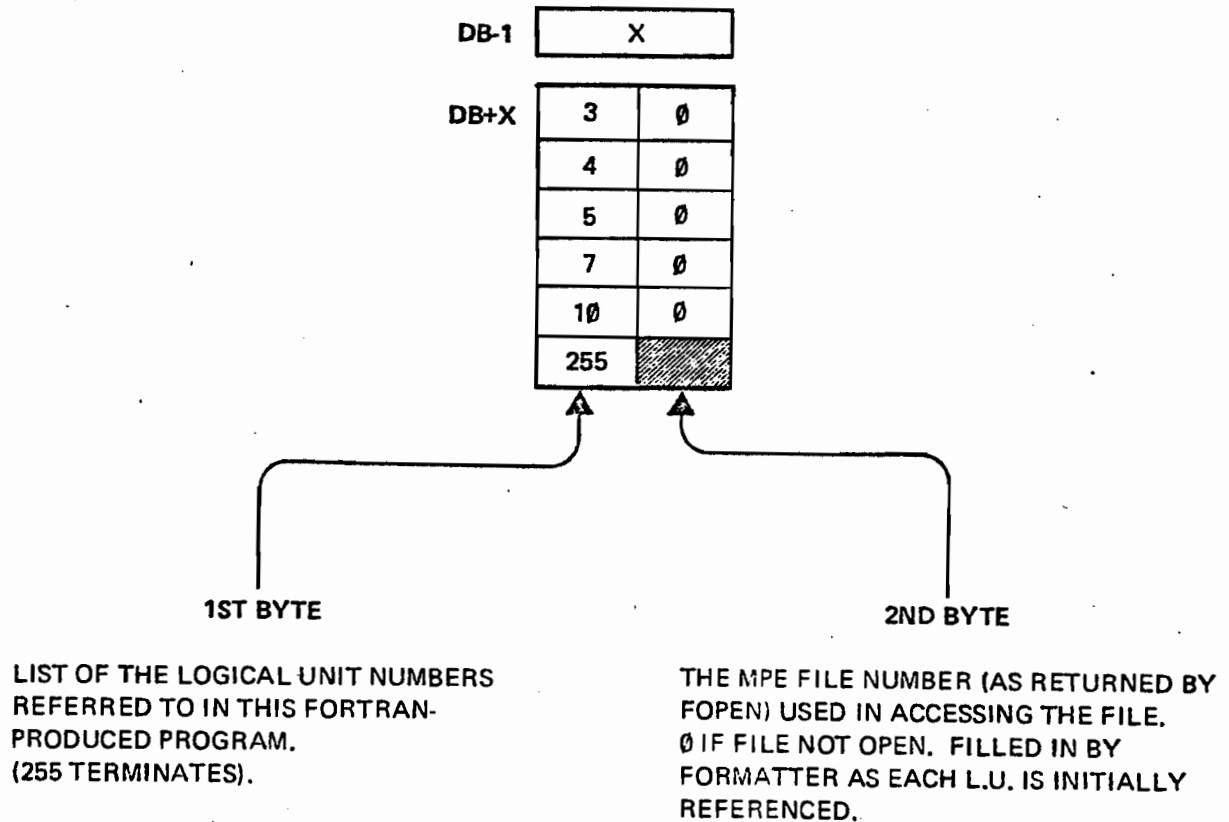 DB-1 X
DB+X 3 Ø
4 Ø
5 Ø
7 Ø
1Ø Ø
255
1ST BYTE
2ND BYTE
LIST OF THE LOGICAL UNIT NUMBERS
REFERRED TO IN THIS FORTRAN-
PRODUCED PROGRAM.
(255 TERMINATES).
THE MPE FILE NUMBER (AS RETURNED BY
FOPEN) USED IN ACCESSING THE FILE.
Ø IF FILE NOT OPEN. FILLED IN BY
FORMATTER AS EACH L.U. IS INITIALLY
REFERENCED.